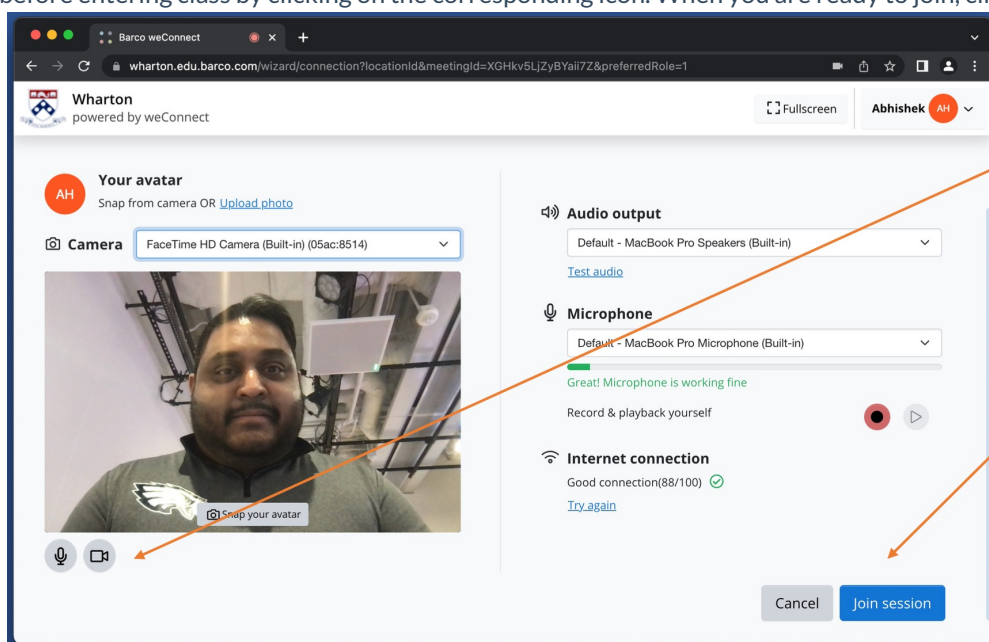 before entering class by clicking on the corresponding icon. When you are ready to join, cli
Barco weConnect
wharton.edu.barco.com/wizard/connection?locationId&meetingId=XGHkv5LjZyBYaii7Z&preferredRole=1
Wharton
powered by weConnect
Fullscreen
Abhishek AH
AH
Your avatar
Snap from camera OR Upload photo
Camera
FaceTime HD Camera (Built-in) (05ac:8514)
Snap your avatar
Audio output
Default - MacBook Pro Speakers (Built-in)
Test audio
Microphone
Default - MacBook Pro Microphone (Built-in)
Great! Microphone is working fine
Record & playback yourself
Internet connection
Good connection(88/100)
Try again
Cancel
Join session